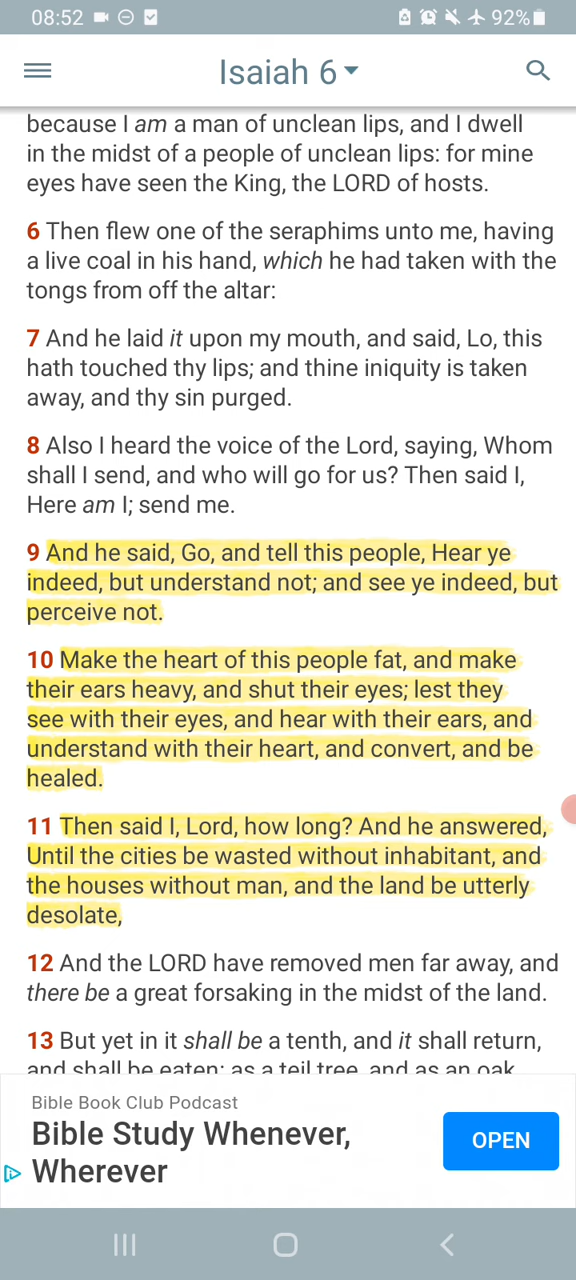 08:52
92%
Isaiah 6
because I am a man of unclean lips, and I dwell
in the midst of a people of unclean lips: for mine
eyes have seen the King, the LORD of hosts.
6 Then flew one of the seraphims unto me, having
a live coal in his hand, which he had taken with the
tongs from off the altar:
7 And he laid it upon my mouth, and said, Lo, this
hath touched thy lips; and thine iniquity is taken
away, and thy sin purged.
8 Also I heard the voice of the Lord, saying, Whom
shall I send, and who will go for us? Then said I,
Here am I; send me.
9 And he said, Go, and tell this people, Hear ye
indeed, but understand not; and see ye indeed, but
perceive not.
10 Make the heart of this people fat, and make
their ears heavy, and shut their eyes; lest they
see with their eyes, and hear with their ears, and
understand with their heart, and convert, and be
healed.
11 Then said I, Lord, how long? And he answered,
Until the cities be wasted without inhabitant, and
the houses without man, and the land be utterly
desolate,
12 And the LORD have removed men far away, and
there be a great forsaking in the midst of the land.
13 But yet in it shall be a tenth, and it shall return,
and shall be eaten: as a teil tree, and as an oak,
Bible Book Club Podcast
Bible Study Whenever,
Wherever
OPEN